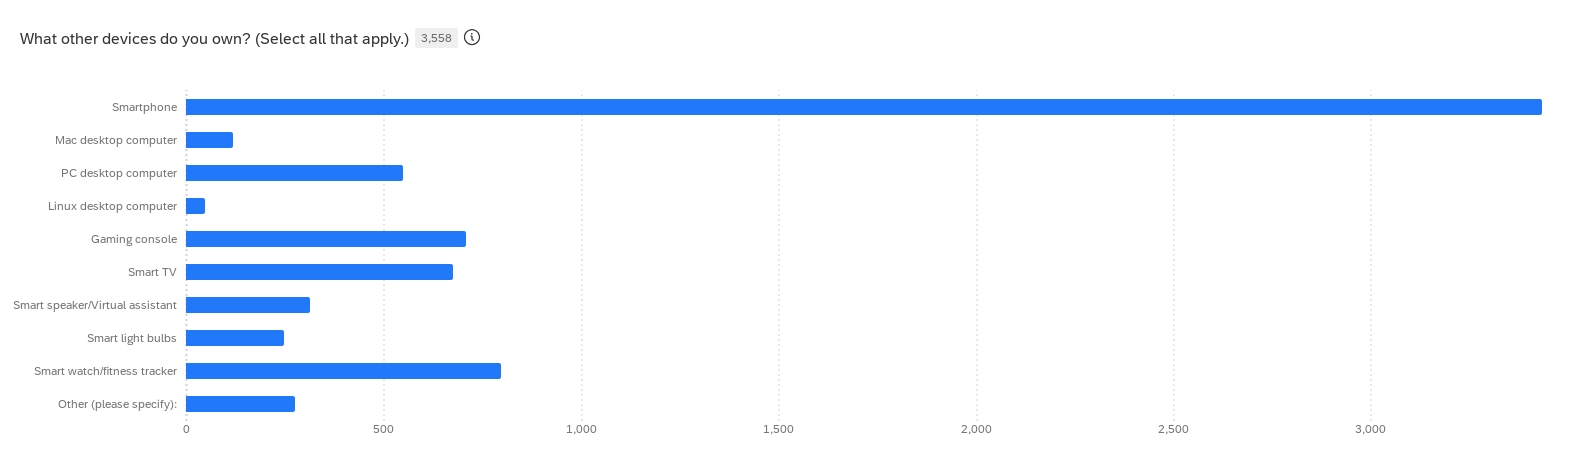 What other devices do you own? (Select all that apply.) 3,558
Smartphone
Mac desktop computer
PC desktop computer
Linux desktop computer
Gaming console
Smart TV
Smart speaker/Virtual assistant
Smart light bulbs
Smart watch/fitness tracker
Other (please specify):
0 500 1,000 1,500 2,000 2,500 3,000